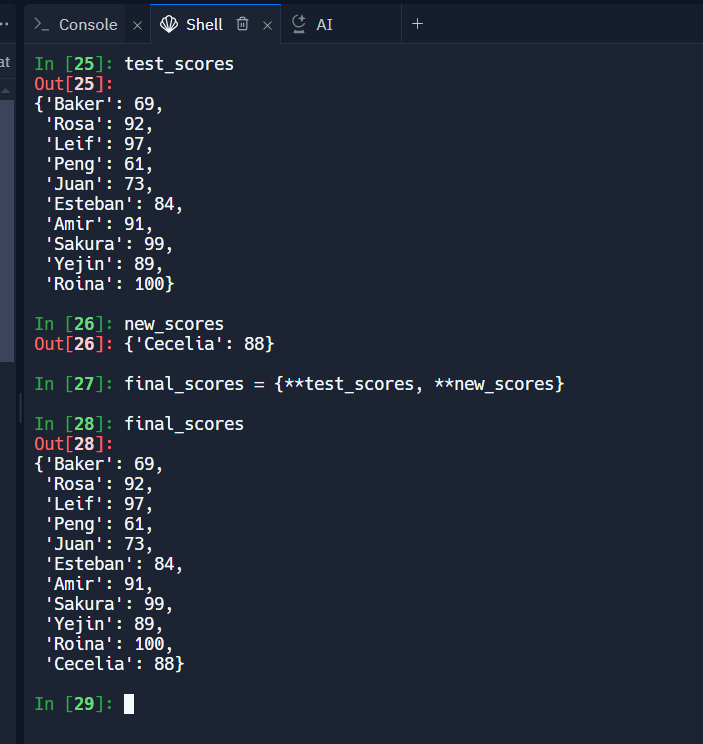 Console
Shell
AI
at
In [25]: test_scores
Out[25]:
{'Baker': 69,
 'Rosa': 92,
 'Leif': 97,
 'Peng': 61,
 'Juan': 73,
 'Esteban': 84,
 'Amir': 91,
 'Sakura': 99,
 'Yejin': 89,
 'Roina': 100}
In [26]: new_scores
Out[26]: {'Cecelia': 88}
In [27]: final_scores = {**test_scores, **new_scores}
In [28]: final_scores
Out[28]:
{'Baker': 69,
 'Rosa': 92,
 'Leif': 97,
 'Peng': 61,
 'Juan': 73,
 'Esteban': 84,
 'Amir': 91,
 'Sakura': 99,
 'Yejin': 89,
 'Roina': 100,
 'Cecelia': 88}
In [29]: